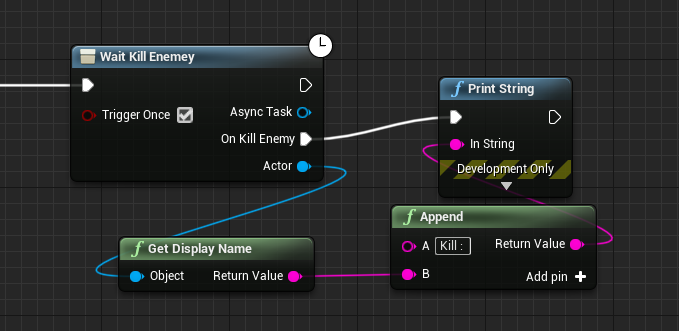 Wait Kill Enemey
Trigger Once
Async Task
On Kill Enemy
Actor
f Print String
In String
Development Only
f Get Display Name
Object Return Value
f Append
A Kill : Return Value
B Add pin +